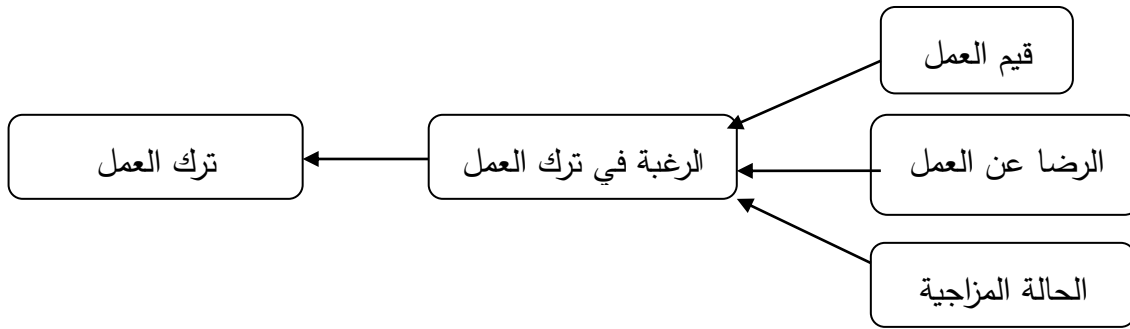 قيم العمل
الرضا عن العمل
الحالة المزاجية
الرغبة في ترك العمل
ترك العمل